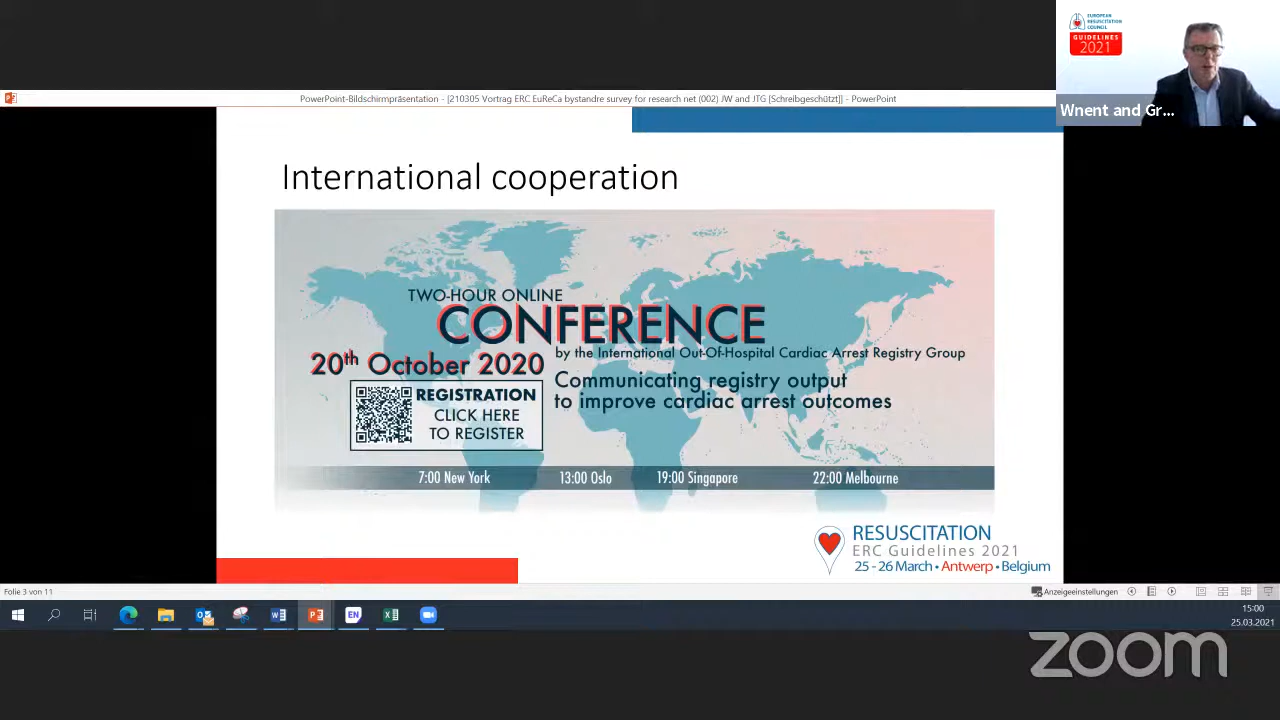 EUROPEAN
RESUSCITATION
COUNCIL
GUIDELINES
2021
Wnent and Gr...
PowerPoint-Bildschirmpräsentation - [210305 Vortrag ERC EuReCa bystandre survey for research net (002) JW and JTG [Schreibgeschützt]] - PowerPoint
International cooperation
TWO-HOUR ONLINE
CONFERENCE
by the International Out-Of-Hospital Cardiac Arrest Registry Group
20th October 2020
Communicating registry output
to improve cardiac arrest outcomes
REGISTRATION
CLICK HERE
TO REGISTER
7:00 New York 13:00 Oslo 19:00 Singapore 22:00 Melbourne
RESUSCITATION
ERC Guidelines 2021
25 - 26 March • Antwerp • Belgium
Folie 3 von 11
Anzeigeeinstellungen
EN
15:00
25.03.2021
zoom